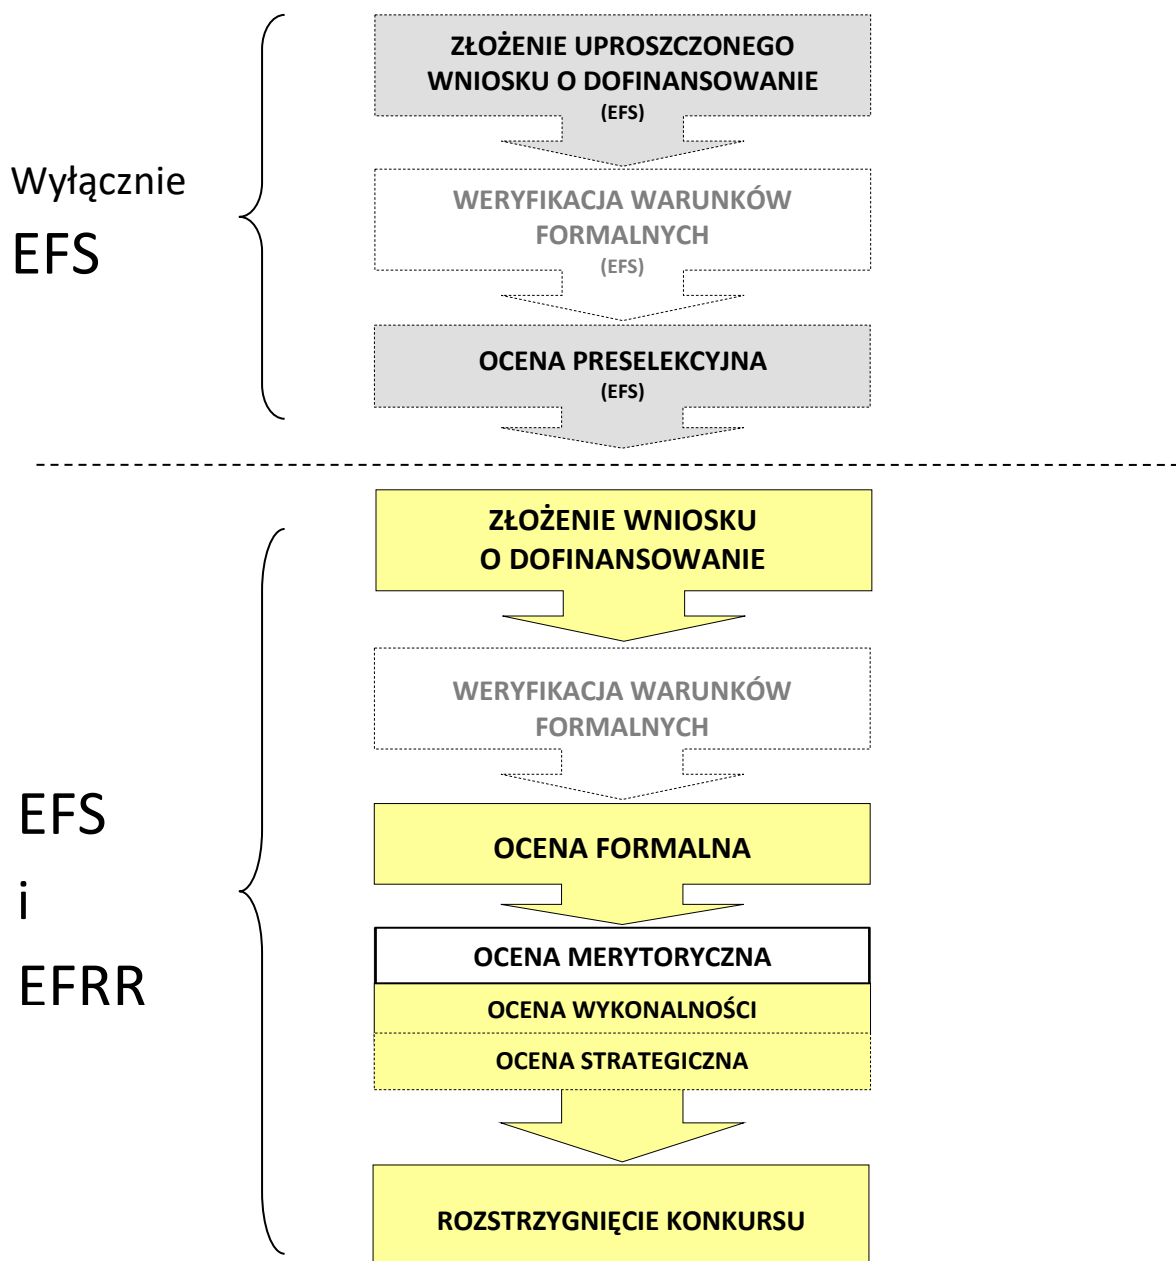 ZŁOŻENIE UPROSZCZONEGO
WNIOSKU O DOFINANSOWANIE
(EFS)
Wyłącznie
EFS
WERYFIKACJA WARUNKÓW
FORMALNYCH
(EFS)
OCENA PRESELEKCYJNA
(EFS)
ZŁOŻENIE WNIOSKU
O DOFINANSOWANIE
WERYFIKACJA WARUNKÓW
FORMALNYCH
EFS
i
EFRR
OCENA FORMALNA
OCENA MERYTORYCZNA
OCENA WYKONALNOŚCI
OCENA STRATEGICZNA
ROZSTRZYGNIĘCIE KONKURSU